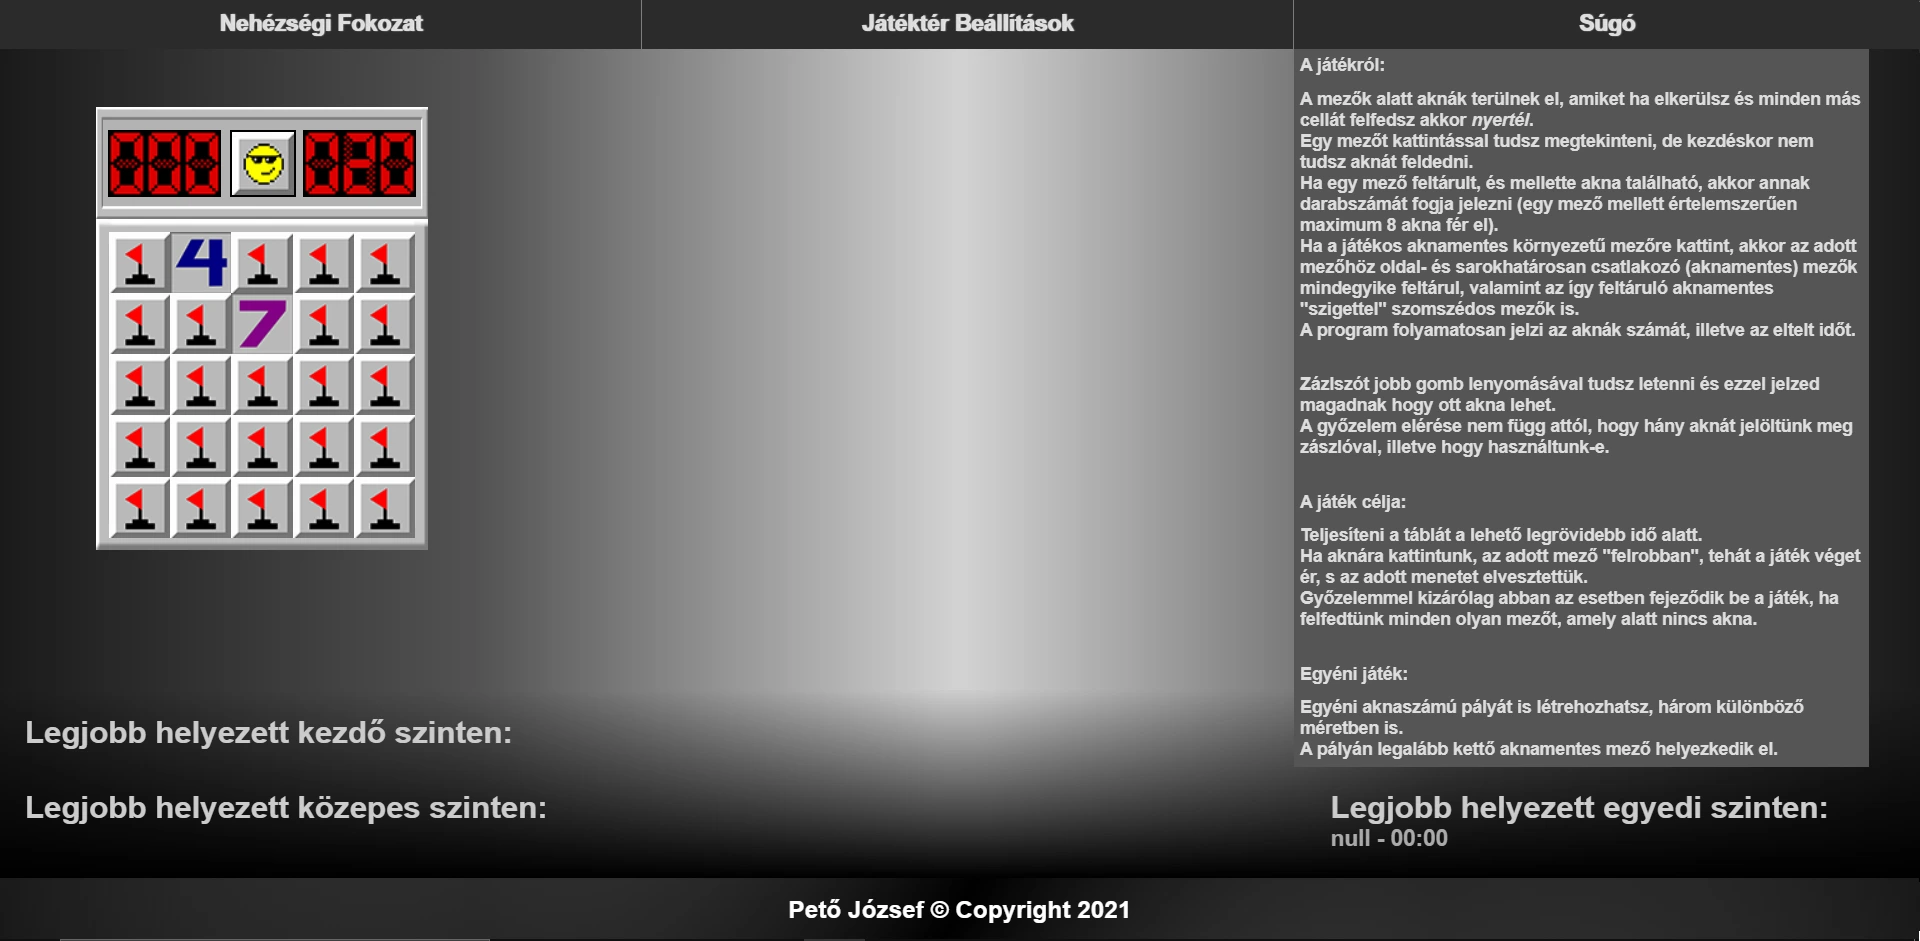 Nehézségi Fokozat
Játéktér Beállítások
Súgó
000
050
4
7
A játékról:
A mezők alatt aknák terülnek el, amiket ha elkerülsz és minden más
cellát felfedsz akkor nyertél.
Egy mezőt kattintással tudsz megtekinteni, de kezdéskor nem
tudsz aknát feldedni.
Ha egy mező feltárult, és mellette akna található, akkor annak
darabszámát fogja jelezni (egy mező mellett értelemszerűen
maximum 8 akna fér el).
Ha a játékos aknamentes környezetű mezőre kattint, akkor az adott
mezőhöz oldal- és sarokhatárosan csatlakozó (aknamentes) mezők
mindegyike feltárul, valamint az így feltáruló aknamentes
"szigettel" szomszédos mezők is.
A program folyamatosan jelzi az aknák számát, illetve az eltelt időt.
Zázlszót jobb gomb lenyomásával tudsz letenni és ezzel jelzed
magadnak hogy ott akna lehet.
A győzelem elérése nem függ attól, hogy hány aknát jelöltünk meg
zászlóval, illetve hogy használtunk-e.
A játék célja:
Teljesíteni a táblát a lehető legrövidebb idő alatt.
Ha aknára kattintunk, az adott mező "felrobban", tehát a játék véget
ér, s az adott menetet elvesztettük.
Győzelemmel kizárólag abban az esetben fejeződik be a játék, ha
felfedtünk minden olyan mezőt, amely alatt nincs akna.
Egyéni játék:
Egyéni aknaszámú pályát is létrehozhatsz, három különböző
méretben is.
A pályán legalább kettő aknamentes mező helyezkedik el.
Legjobb helyezett kezdő szinten:
Legjobb helyezett közepes szinten:
Legjobb helyezett egyedi szinten:
null - 00:00
Pető József © Copyright 2021